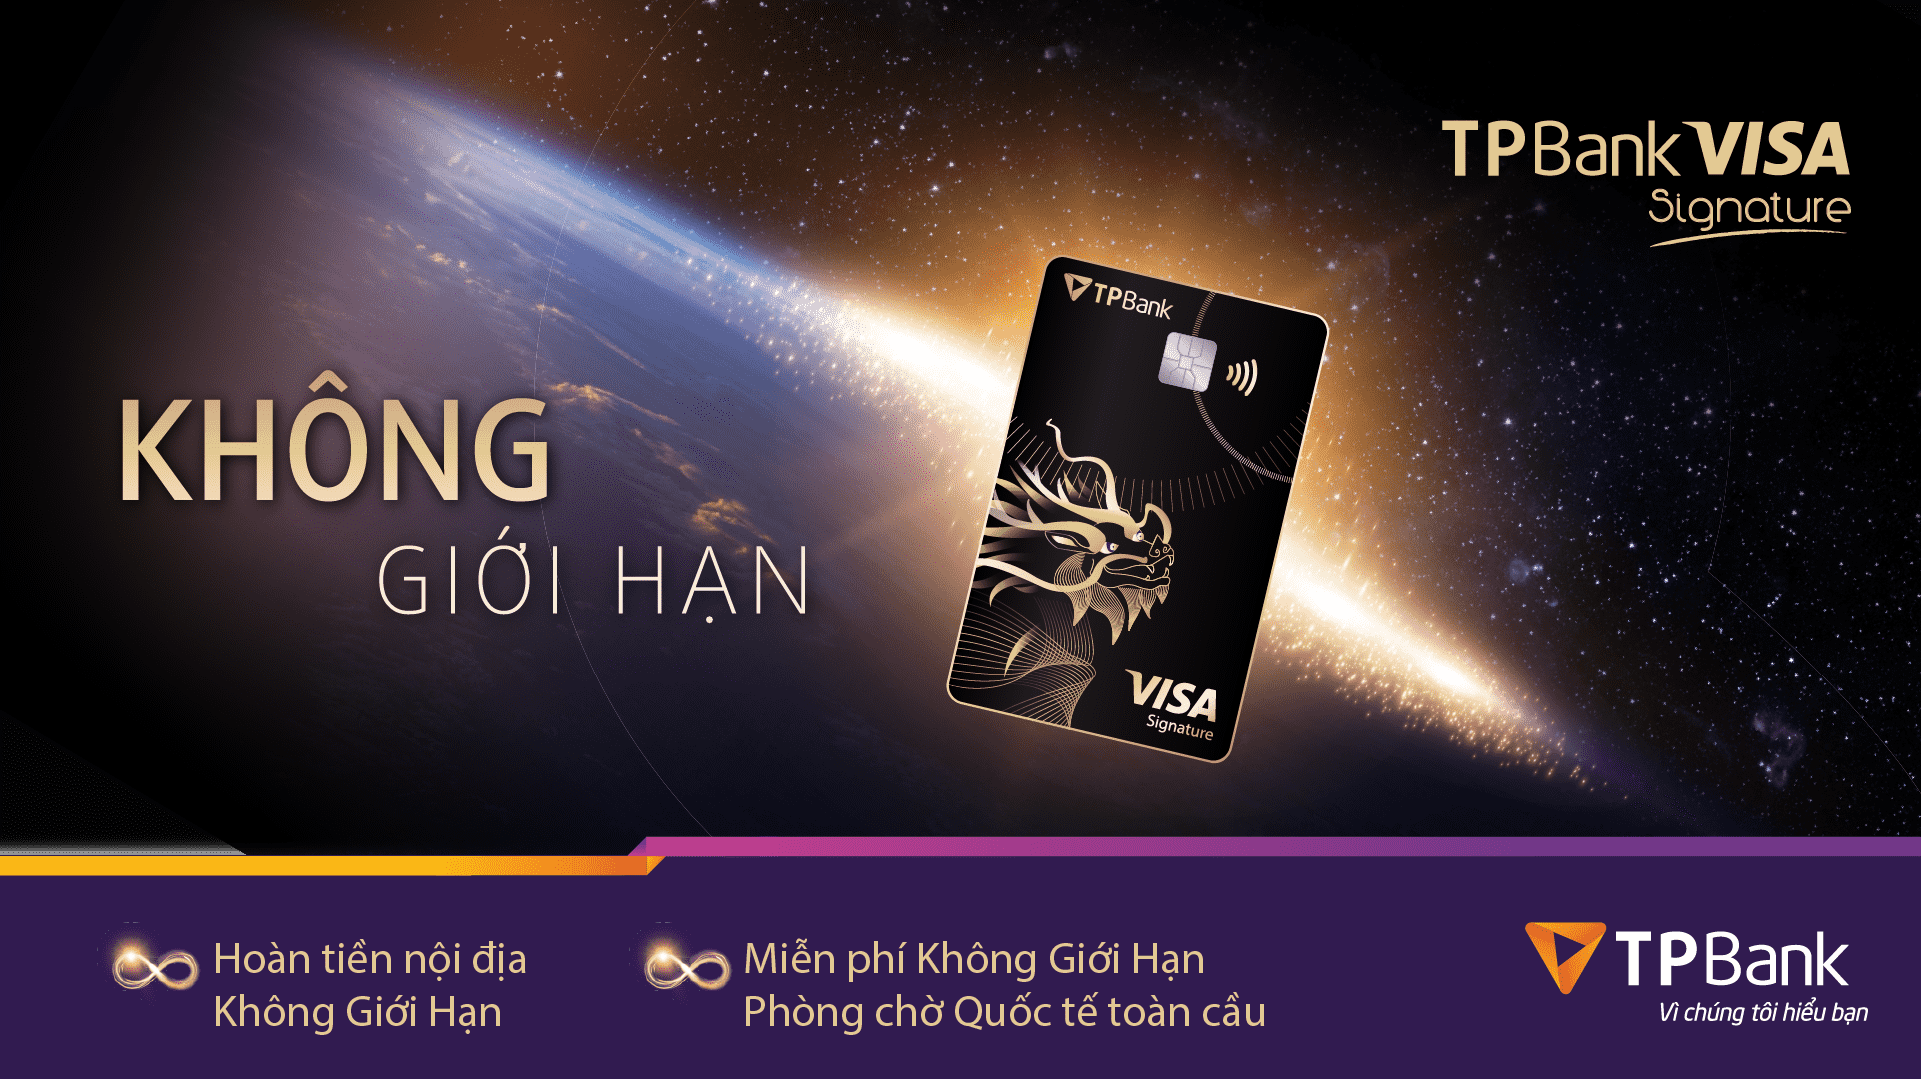 TPBank VISA
Signature
TPBank
KHÔNG
GIỚI HẠN
VISA
Signature
Hoàn tiền nội địa
Không Giới Hạn
Miễn phí Không Giới Hạn
Phòng chờ Quốc tế toàn cầu
TPBank
Vì chúng tôi hiểu bạn